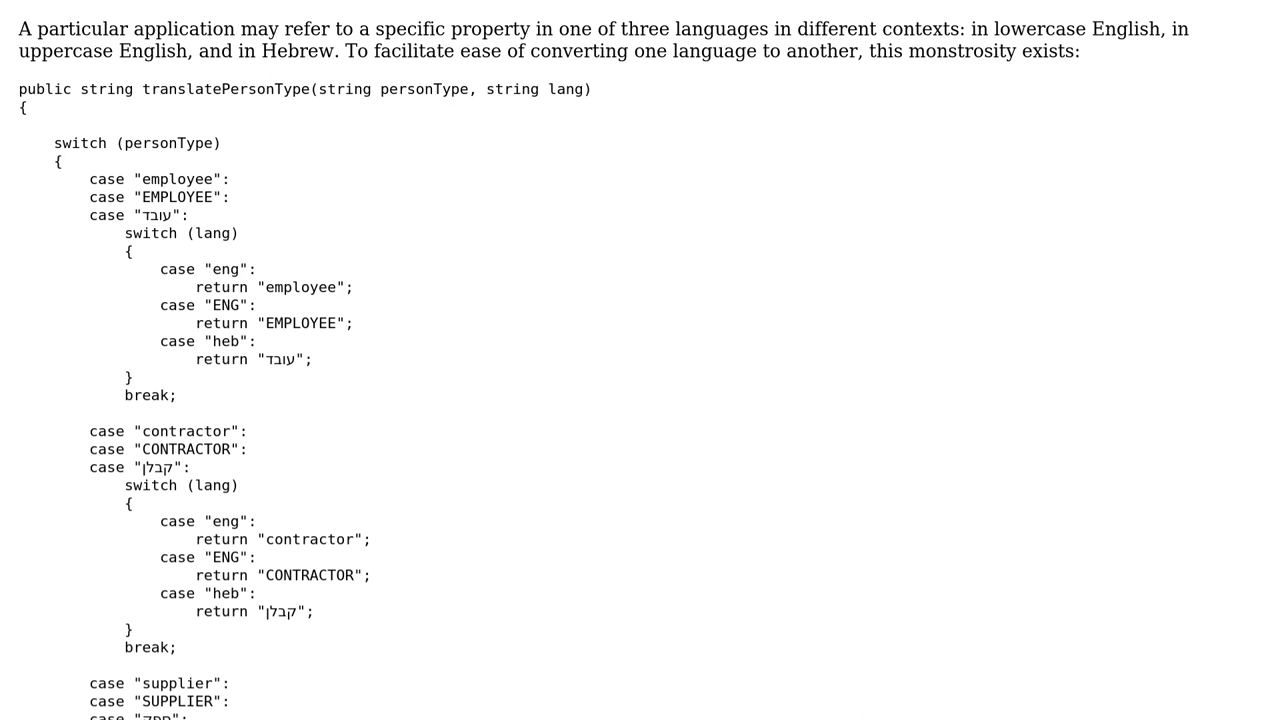 A particular application may refer to a specific property in one of three languages in different contexts: in lowercase English, in
uppercase English, and in Hebrew. To facilitate ease of converting one language to another, this monstrosity exists:
public string translatePersonType(string personType, string lang)
{
switch (personType)
{
case "employee":
case "EMPLOYEE":
case "עובד":
switch (lang)
{
case "eng":
return "employee";
case "ENG":
return "EMPLOYEE";
case "heb":
return "עובד";
}
break;
case "contractor":
case "CONTRACTOR":
case "קבלן":
switch (lang)
{
case "eng":
return "contractor";
case "ENG":
return "CONTRACTOR";
case "heb":
return "קבלן";
}
break;
case "supplier":
case "SUPPLIER":
case